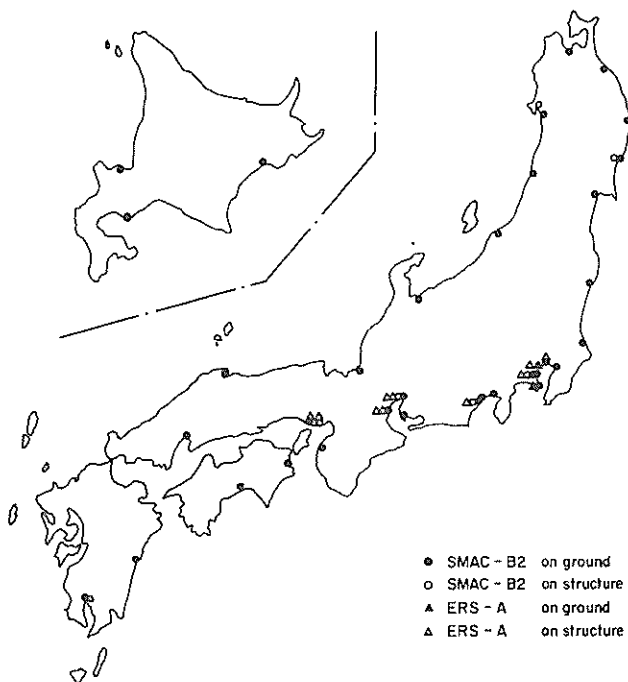 SMAC-B2 on ground
SMAC-B2 on structure
ERS-A on ground
ERS-A on structure